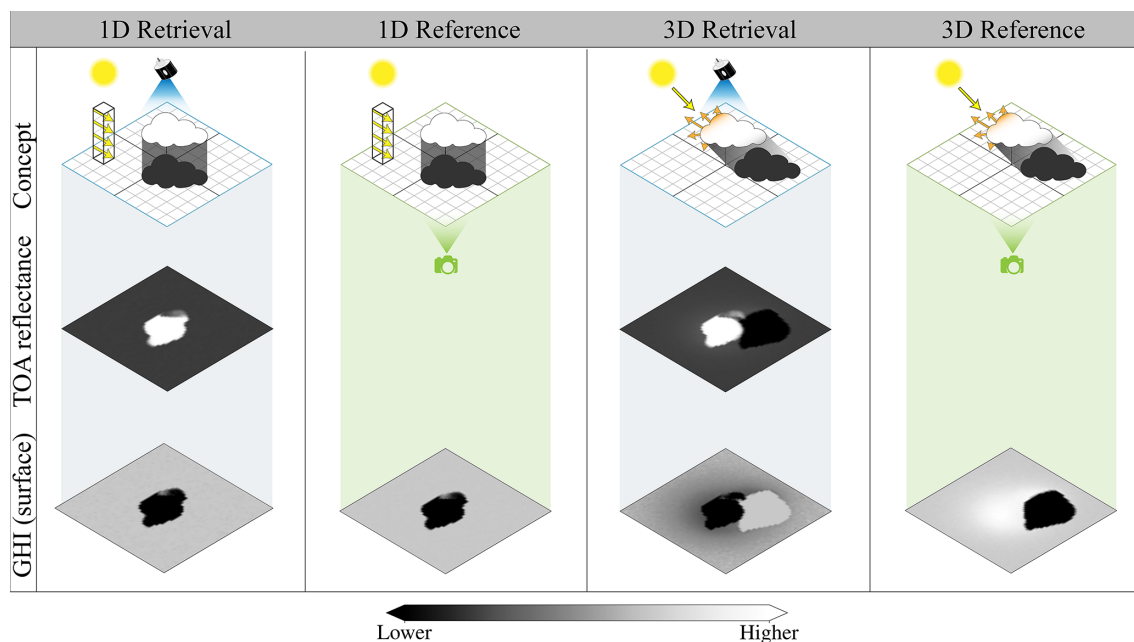 1D Retrieval
1D Reference
3D Retrieval
3D Reference
Concept
TOA reflectance
GHI (surface)
Lower
Higher